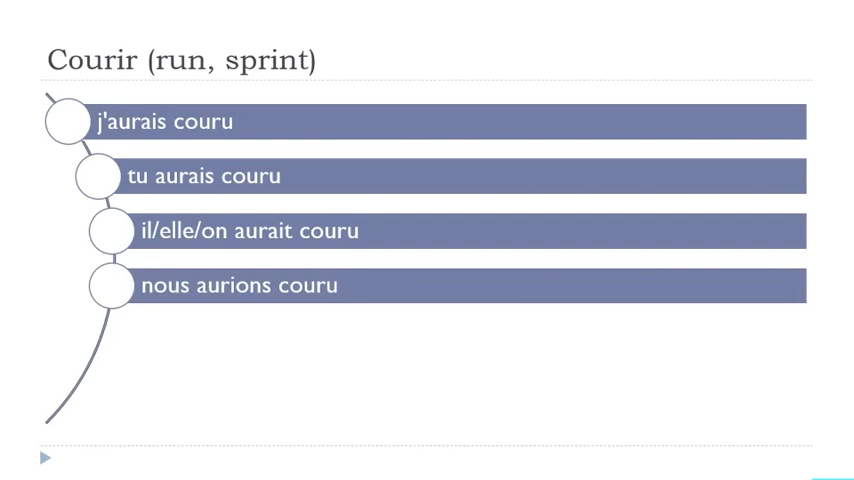 Courir (run, sprint)
j'aurais couru
tu aurais couru
il/elle/on aurait couru
nous aurions couru